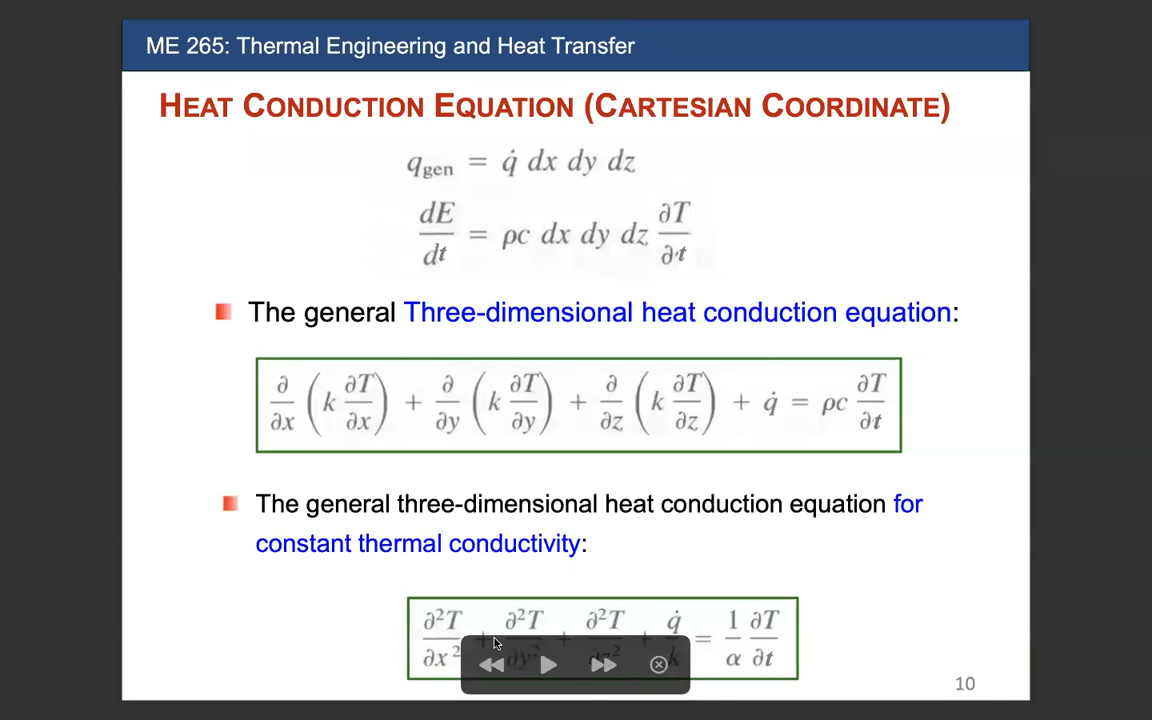 ME 265: Thermal Engineering and Heat Transfer
HEAT CONDUCTION EQUATION (CARTESIAN COORDINATE)
q_gen = q̇ dx dy dz
dE/dt = ρc dx dy dz ∂T/∂t
The general Three-dimensional heat conduction equation:
∂/∂x (k ∂T/∂x) + ∂/∂y (k ∂T/∂y) + ∂/∂z (k ∂T/∂z) + q̇ = ρc ∂T/∂t
The general three-dimensional heat conduction equation for
constant thermal conductivity:
∂²T/∂x² + ∂²T/∂y² + ∂²T/∂z² + q̇/k = 1/α ∂T/∂t
10